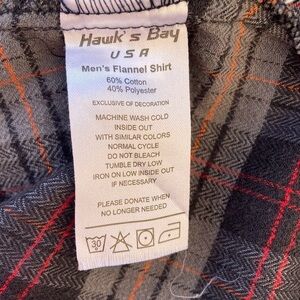 Hawk's Bay
USA
Men's Flannel Shirt
60% Cotton
40% Polyester
EXCLUSIVE OF DECORATION
MACHINE WASH COLD
INSIDE OUT
WITH SIMILAR COLORS
NORMAL CYCLE
DO NOT BLEACH
TUMBLE DRY LOW
IRON ON LOW INSIDE OUT
IF NECESSARY
PLEASE DONATE WHEN
NO LONGER NEEDED
30